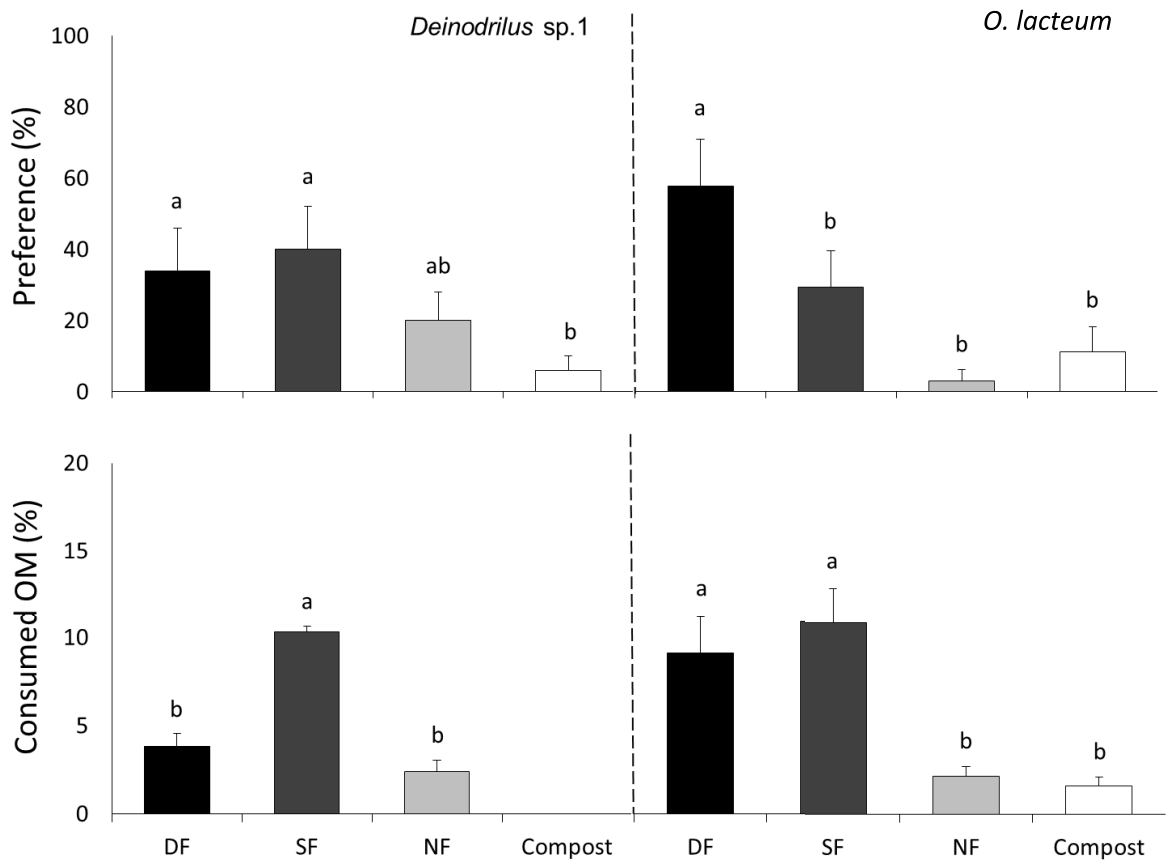 Deinodrilus sp.1
O. lacteum
Preference (%)
100
80
60
40
20
0
a
a
ab
b
a
b
b
b
Consumed OM (%)
20
15
10
5
0
b
a
b
a
a
b
b
DF
SF
NF
Compost
DF
SF
NF
Compost